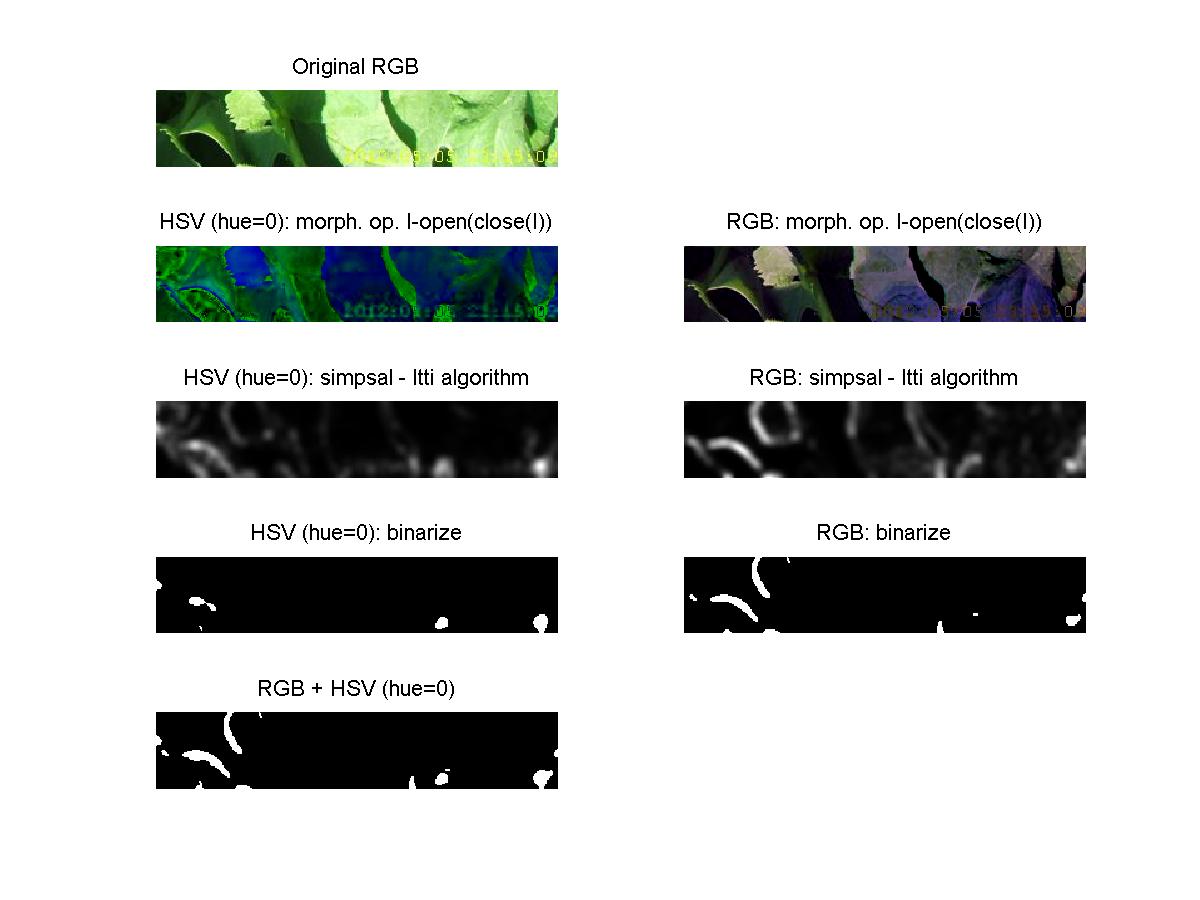 Original RGB
HSV (hue=0): morph. op. I-open(close(I))
RGB: morph. op. I-open(close(I))
HSV (hue=0): simpsal - Itti algorithm
RGB: simpsal - Itti algorithm
HSV (hue=0): binarize
RGB: binarize
RGB + HSV (hue=0)